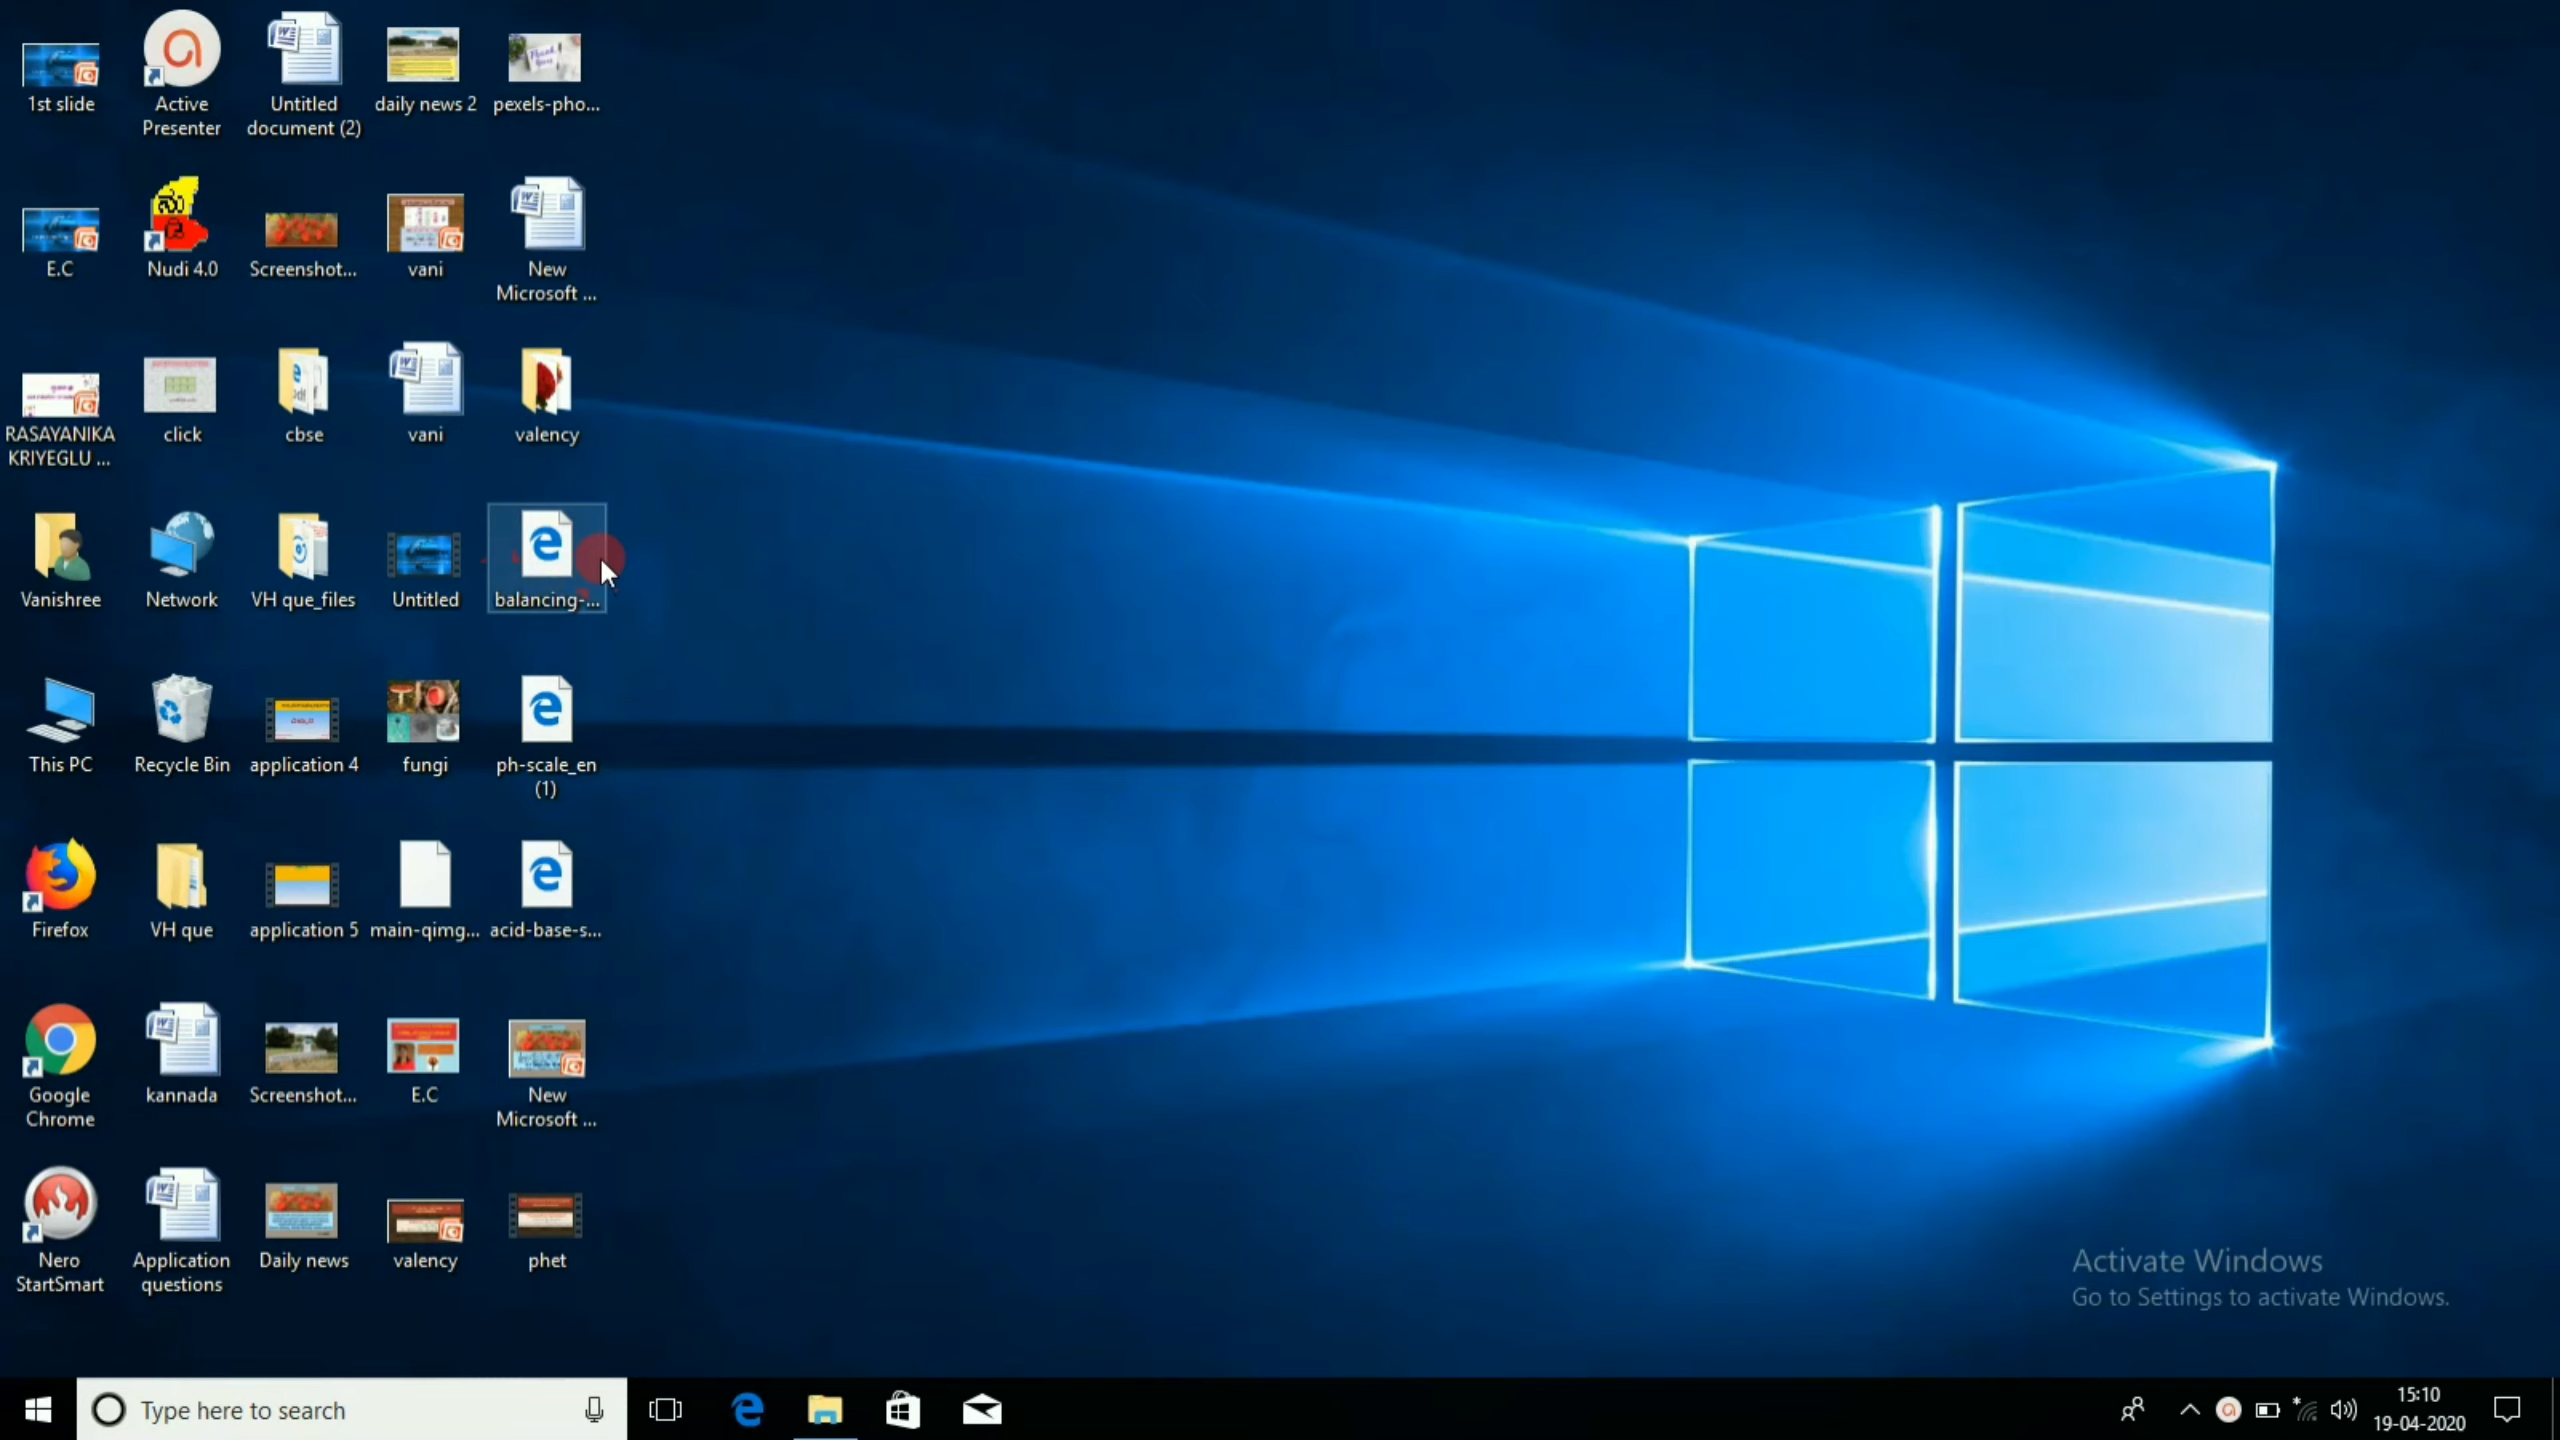 1st slide
Active
Presenter
Untitled
document (2)
daily news 2
pexels-pho...
E.C
Nudi 4.0
Screenshot...
vani
New
Microsoft ...
RASAYANIKA
KRIYEGLU ...
click
cbse
vani
valency
Vanishree
Network
VH que_files
Untitled
balancing-...
This PC
Recycle Bin
application 4
fungi
ph-scale_en
(1)
Firefox
VH que
application 5
main-qimg...
acid-base-s...
Google
Chrome
kannada
Screenshot...
E.C
New
Microsoft ...
Nero
StartSmart
Application
questions
Daily news
valency
phet
Activate Windows
Go to Settings to activate Windows.
Type here to search
15:10
19-04-2020